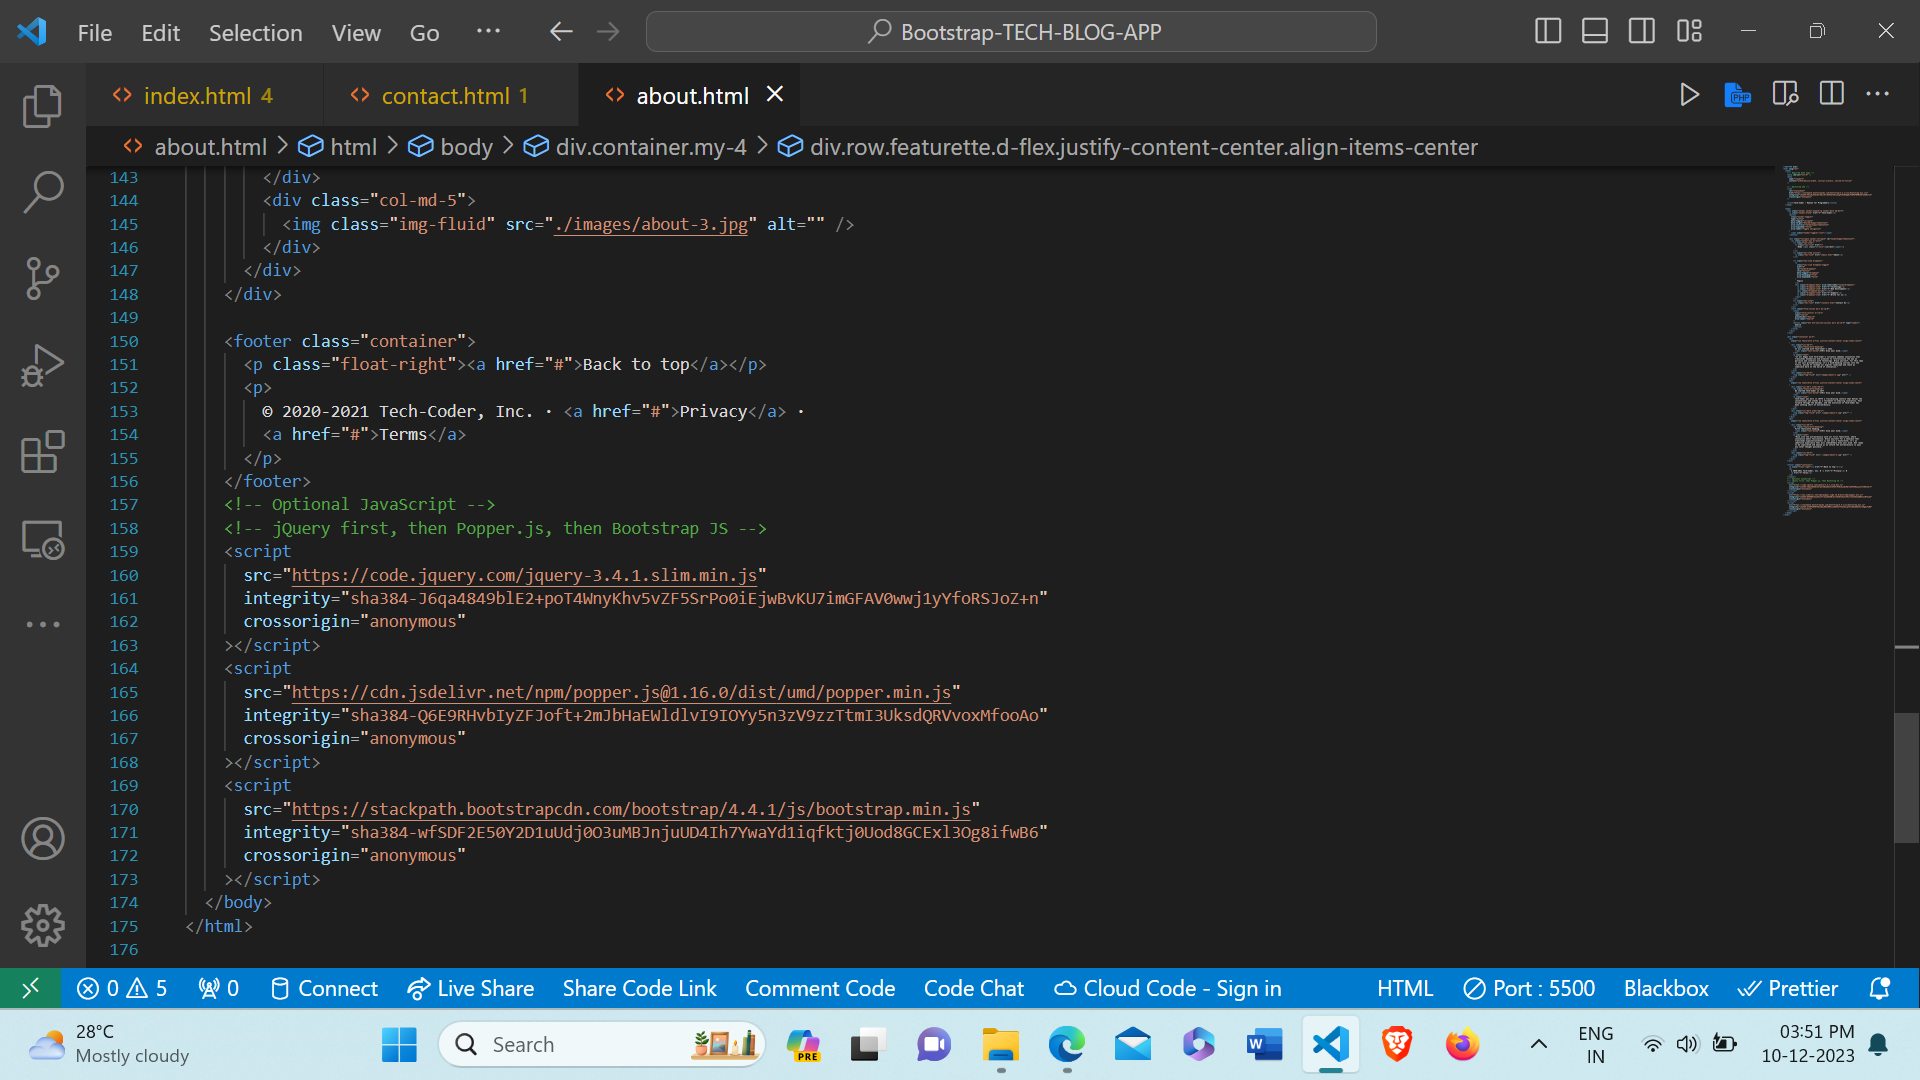 File Edit Selection View Go ··· Bootstrap-TECH-BLOG-APP
index.html 4 contact.html 1 about.html
about.html > html > body > div.container.my-4 > div.row.featurette.d-flex.justify-content-center.align-items-center
143 </div>
144 <div class="col-md-5">
145 <img class="img-fluid" src="./images/about-3.jpg" alt="" />
146 </div>
147 </div>
148 </div>
149
150 <footer class="container">
151 <p class="float-right"><a href="#">Back to top</a></p>
152 <p>
153 © 2020-2021 Tech-Coder, Inc. · <a href="#">Privacy</a> ·
154 <a href="#">Terms</a>
155 </p>
156 </footer>
157 <!-- Optional JavaScript -->
158 <!-- jQuery first, then Popper.js, then Bootstrap JS -->
159 <script
160 src="https://code.jquery.com/jquery-3.4.1.slim.min.js"
161 integrity="sha384-J6qa4849blE2+poT4WnyKhv5vZF5SrPo0iEjwBvKU7imGFAV0wwj1yYfoRSJoZ+n"
162 crossorigin="anonymous"
163 ></script>
164 <script
165 src="https://cdn.jsdelivr.net/npm/popper.js@1.16.0/dist/umd/popper.min.js"
166 integrity="sha384-Q6E9RHvbIyZFJoft+2mJbHaEWldlvI9IOYy5n3zV9zzTtmI3UksdQRVvoxMfooAo"
167 crossorigin="anonymous"
168 ></script>
169 <script
170 src="https://stackpath.bootstrapcdn.com/bootstrap/4.4.1/js/bootstrap.min.js"
171 integrity="sha384-wfSDF2E50Y2D1uUdj0O3uMBJnjuUD4Ih7YwaYd1iqfktj0Uod8GCExl3Og8ifwB6"
172 crossorigin="anonymous"
173 ></script>
174 </body>
175 </html>
176
0 5 0 Connect Live Share Share Code Link Comment Code Code Chat Cloud Code - Sign in HTML Port : 5500 Blackbox Prettier
28°C
Mostly cloudy
Search
PRE
ENG
IN
03:51 PM
10-12-2023